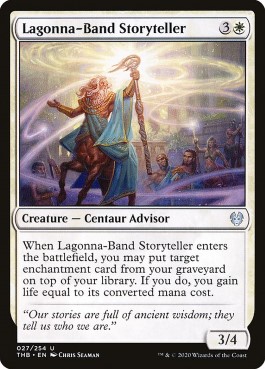 Lagonna-Band Storyteller 3
Creature — Centaur Advisor
When Lagonna-Band Storyteller enters
the battlefield, you may put target
enchantment card from your graveyard
on top of your library. If you do, you gain
life equal to its converted mana cost.
“Our stories are full of ancient wisdom; they
tell us who we are.”
3/4
027/254 U
THB • EN Chris Seaman
™ & © 2020 Wizards of the Coast